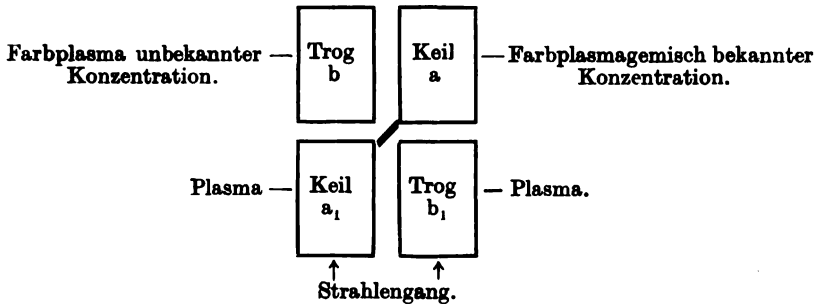 Farbplasma unbekannter
Konzentration.
Trog
b
Keil
a
Farbplasmagemisch bekannter
Konzentration.
Plasma
Keil
a₁
Trog
b₁
Plasma.
Strahlengang.